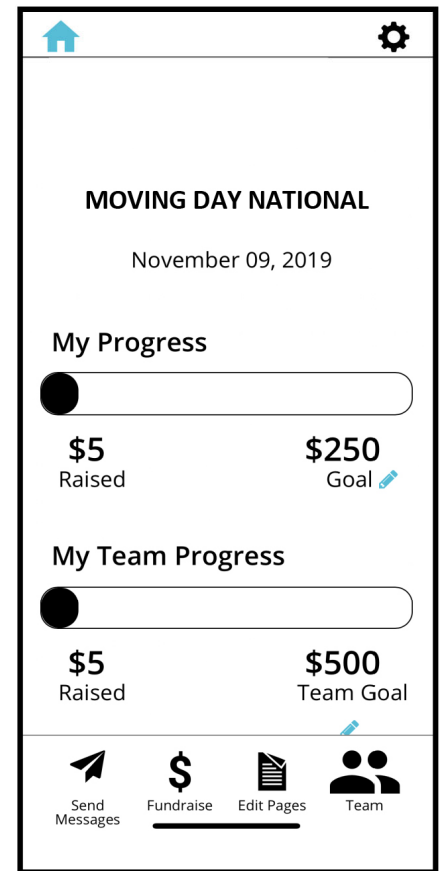 MOVING DAY NATIONAL
November 09, 2019
My Progress
$5 $250
Raised Goal
My Team Progress
$5 $500
Raised Team Goal
Send Fundraise Edit Pages Team
Messages